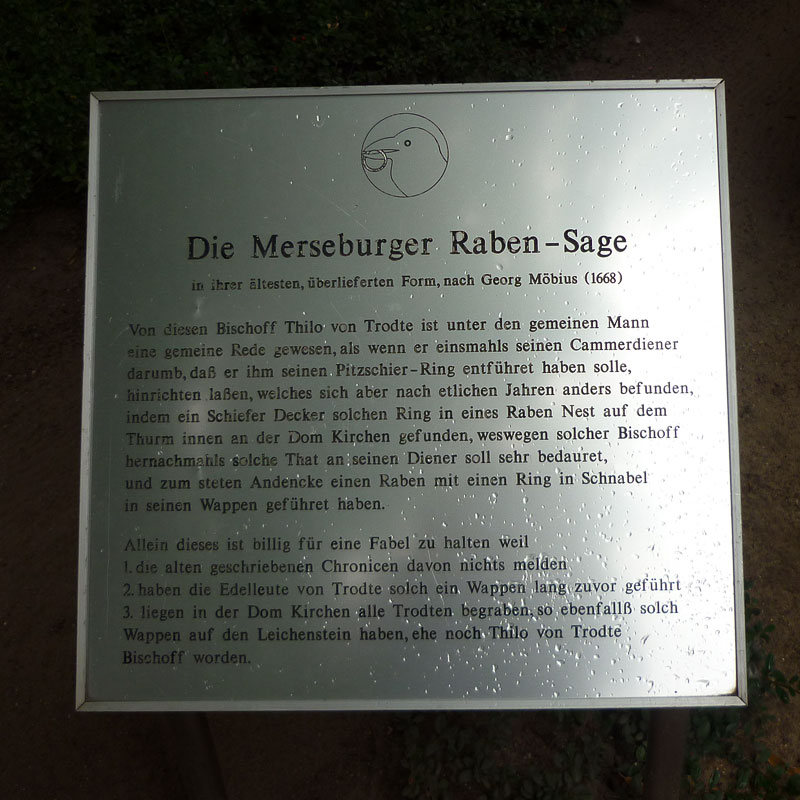 Die Merseburger Raben-Sage
in ihrer ältesten, überlieferten Form, nach Georg Möbius (1668)
Von diesen Bischoff Thilo von Trodte ist unter den gemeinen Mann
eine gemeine Rede gewesen, als wenn er einsmahls seinen Cammerdiener
darumb, daß er ihm seinen Pitzschier-Ring entführet haben solle,
hinrichten laßen, welches sich aber nach etlichen Jahren anders befunden,
indem ein Schiefer Decker solchen Ring in eines Raben Nest auf dem
Thurm innen an der Dom Kirchen gefunden, weswegen solcher Bischoff
hernachmahls solche That an seinen Diener soll sehr bedauret,
und zum steten Andencke einen Raben mit einen Ring in Schnabel
in seinen Wappen geführet haben.
Allein dieses ist billig für eine Fabel zu halten weil
1. die alten geschriebenen Chronicen davon nichts melden
2. haben die Edelleute von Trodte solch ein Wappen lang zuvor geführt
3. liegen in der Dom Kirchen alle Trodten begraben, so ebenfallß solch
Wappen auf den Leichenstein haben, ehe noch Thilo von Trodte
Bischoff worden.